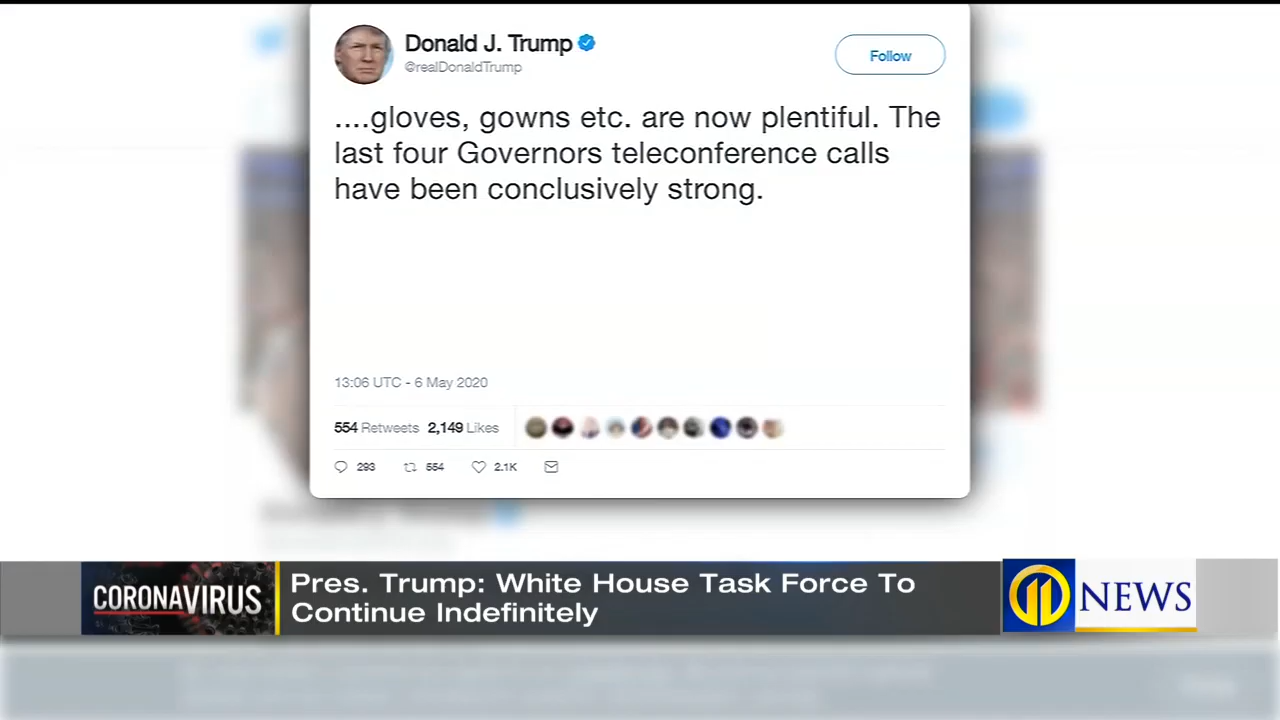 Donald J. Trump
@realDonaldTrump
Follow
....gloves, gowns etc. are now plentiful. The
last four Governors teleconference calls
have been conclusively strong.
13:06 UTC - 6 May 2020
554 Retweets 2,149 Likes
293 554 2.1K
CORONAVIRUS
Pres. Trump: White House Task Force To
Continue Indefinitely
11 NEWS